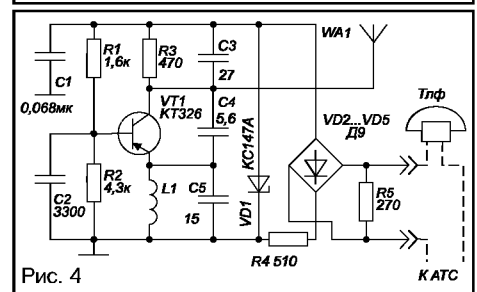 R1
1,6к
R3
470
C3
27
WA1
C1
0,068мк
VT1
КТ326
C4
5,6
КС147А
Тлф
VD2...VD5
Д9
R2
4,3к
L1
C5
15
VD1
R5
270
C2
3300
R4 510
Рис. 4
К АТС